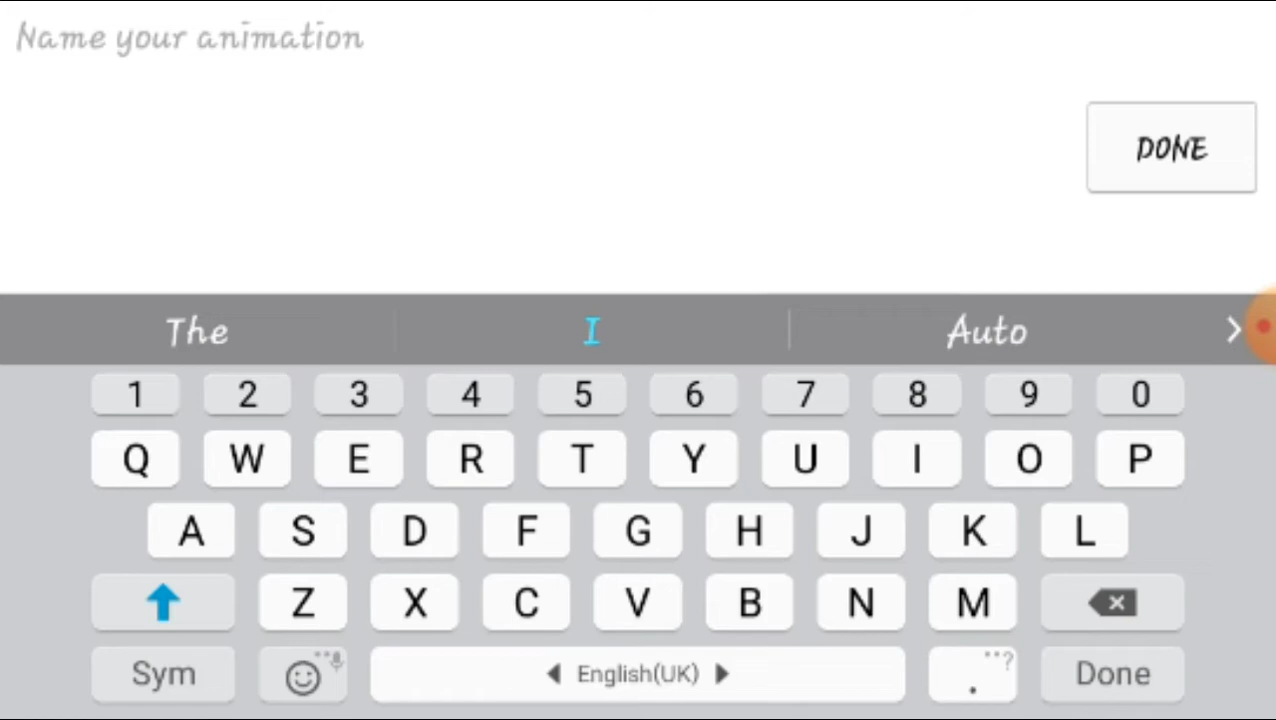 Name your animation
DONE
The I Auto >
1 2 3 4 5 6 7 8 9 0
Q W E R T Y U I O P
A S D F G H J K L
Z X C V B N M
Sym English(UK) . ? Done